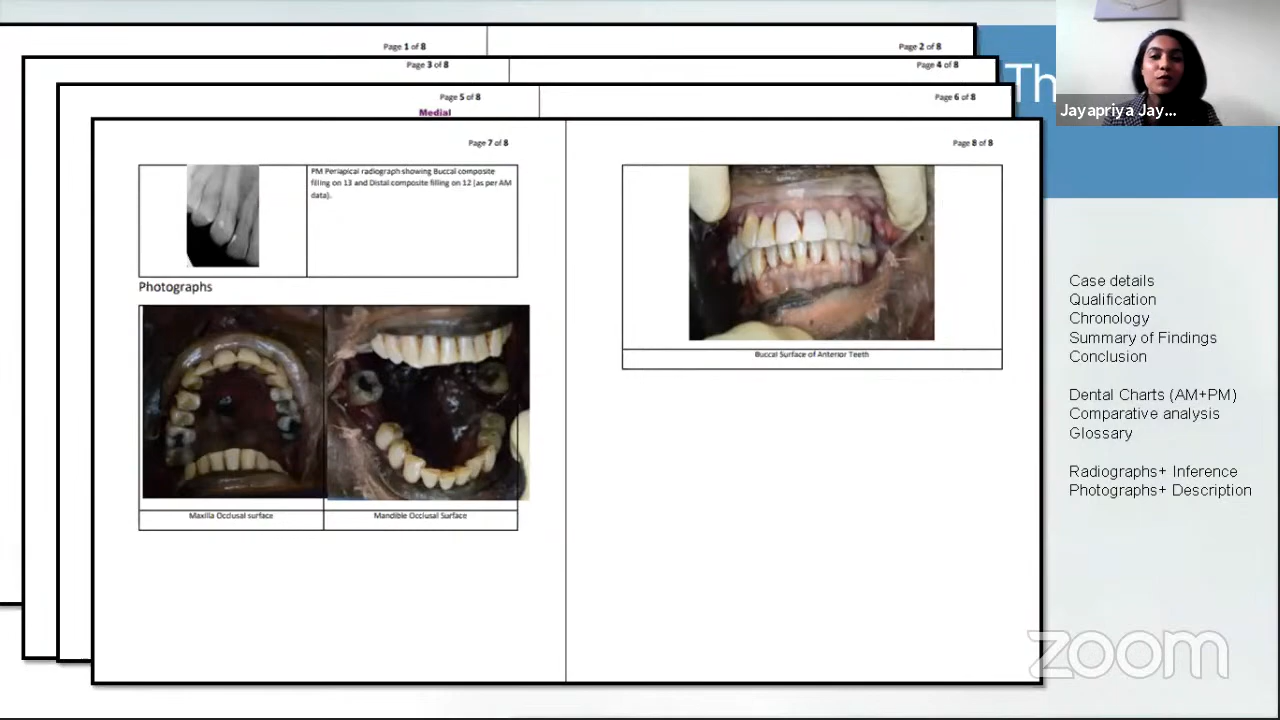 Page 1 of 8
Page 2 of 8
Page 3 of 8
Page 4 of 8
Page 5 of 8
Page 6 of 8
Medial
Page 7 of 8
Page 8 of 8
PM Periapical radiograph showing Buccal composite
filling on 13 and Distal composite filling on 12 (as per AM
data).
Photographs
Maxilla Occlusal surface
Mandible Occlusal Surface
Buccal Surface of Anterior Teeth
Th
Jayapriya Jay...
Case details
Qualification
Chronology
Summary of Findings
Conclusion
Dental Charts (AM+PM)
Comparative analysis
Glossary
Radiographs+ Inference
Photographs+ Description
zoom